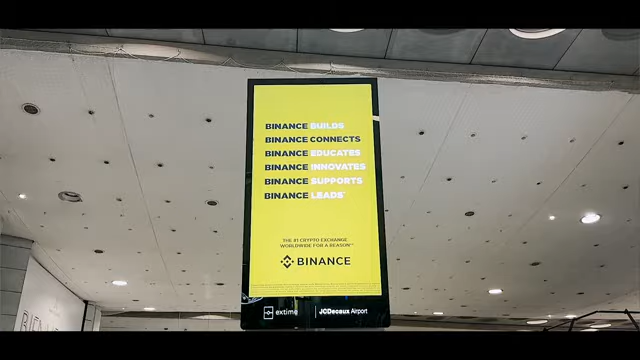 BINANCE BUILDS
BINANCE CONNECTS
BINANCE EDUCATES
BINANCE INNOVATES
BINANCE SUPPORTS
BINANCE LEADS*
THE #1 CRYPTO EXCHANGE
WORLDWIDE FOR A REASON**
BINANCE
extime
JCDecaux Airport